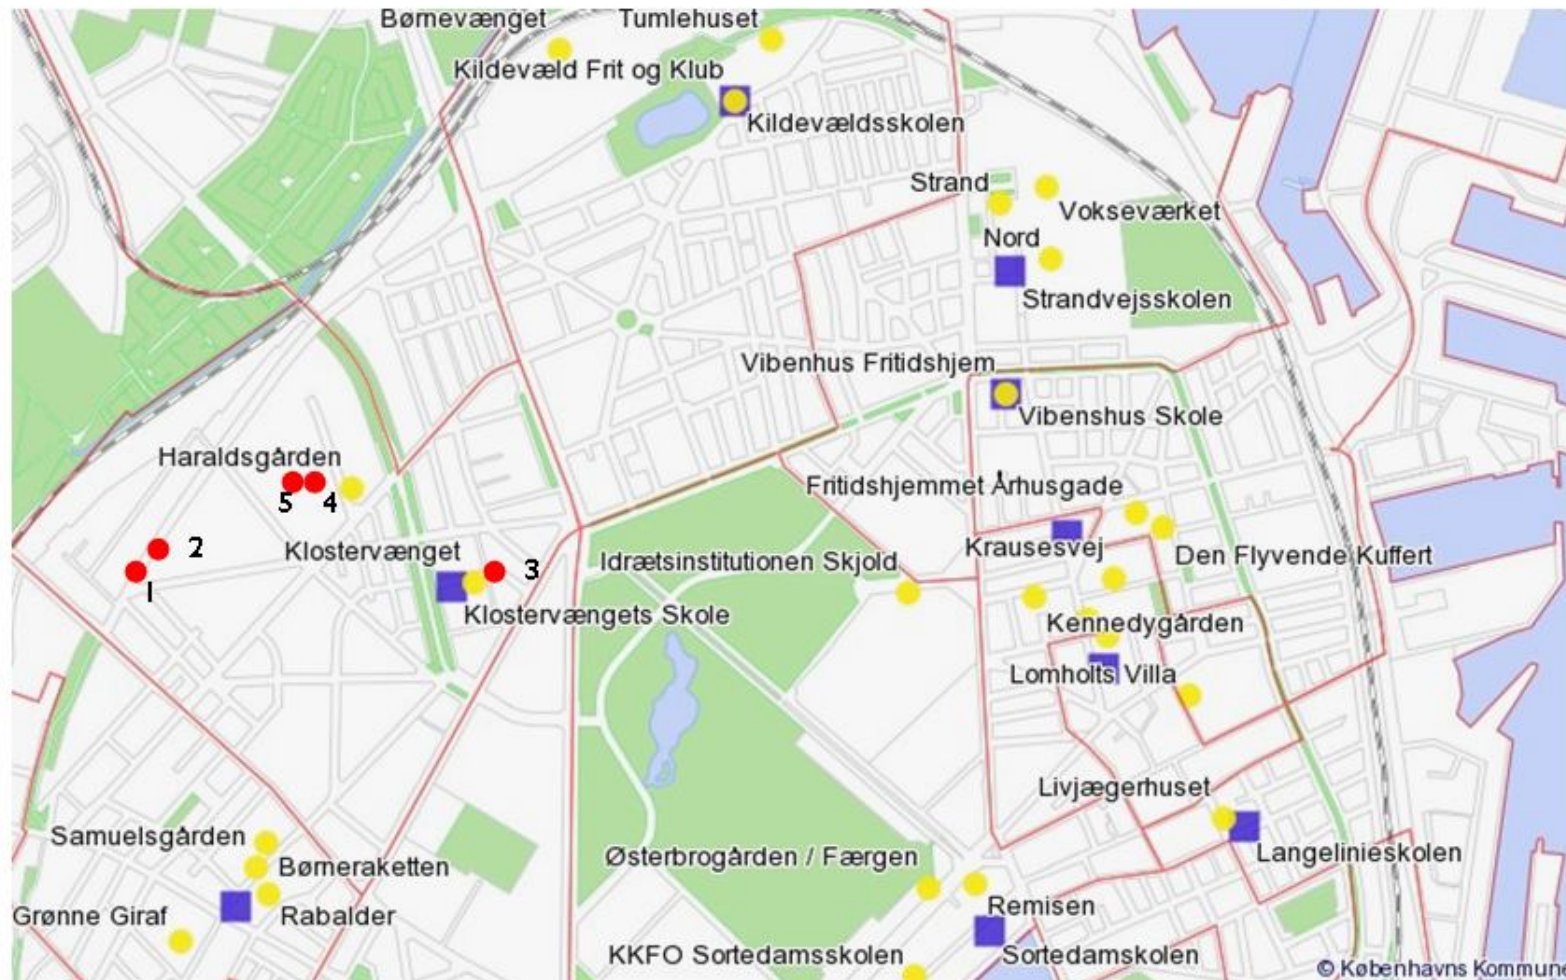 Børnevænget
Tumlehuset
Kildevæld Frit og Klub
Kildevældsskolen
Strand
Vokseværket
Nord
Strandvejsskolen
Vibenhus Fritidshjem
Vibenshus Skole
Haraldsgården
5
4
Fritidshjemmet Århusgade
2
Klostervænget
3
Idrætsinstitutionen Skjold
Krausesvej
Den Flyvende Kuffert
1
Klostervængets Skole
Kennedygården
Lomholts Villa
Livjægerhuset
Samuelsgården
Børneraketten
Østerbrogården / Færgen
Langelinieskolen
Grønne Giraf
Rabalder
Remisen
KKFO Sortedamsskolen
Sortedamskolen
© Københavns Kommune